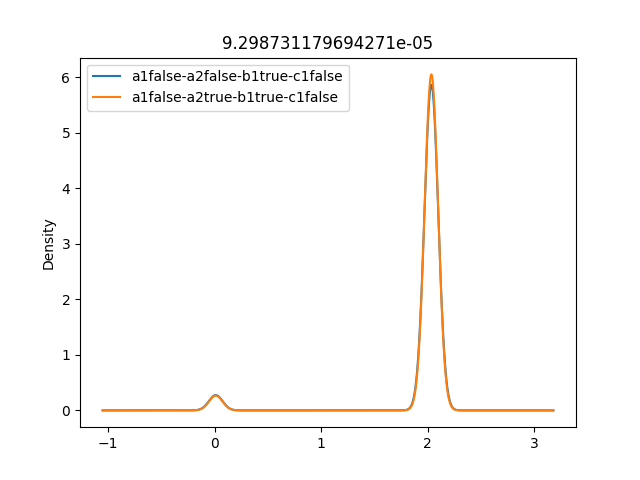 9.298731179694271e-05
a1false-a2false-b1true-c1false
a1false-a2true-b1true-c1false
Density
6
5
4
3
2
1
0
−1 0 1 2 3